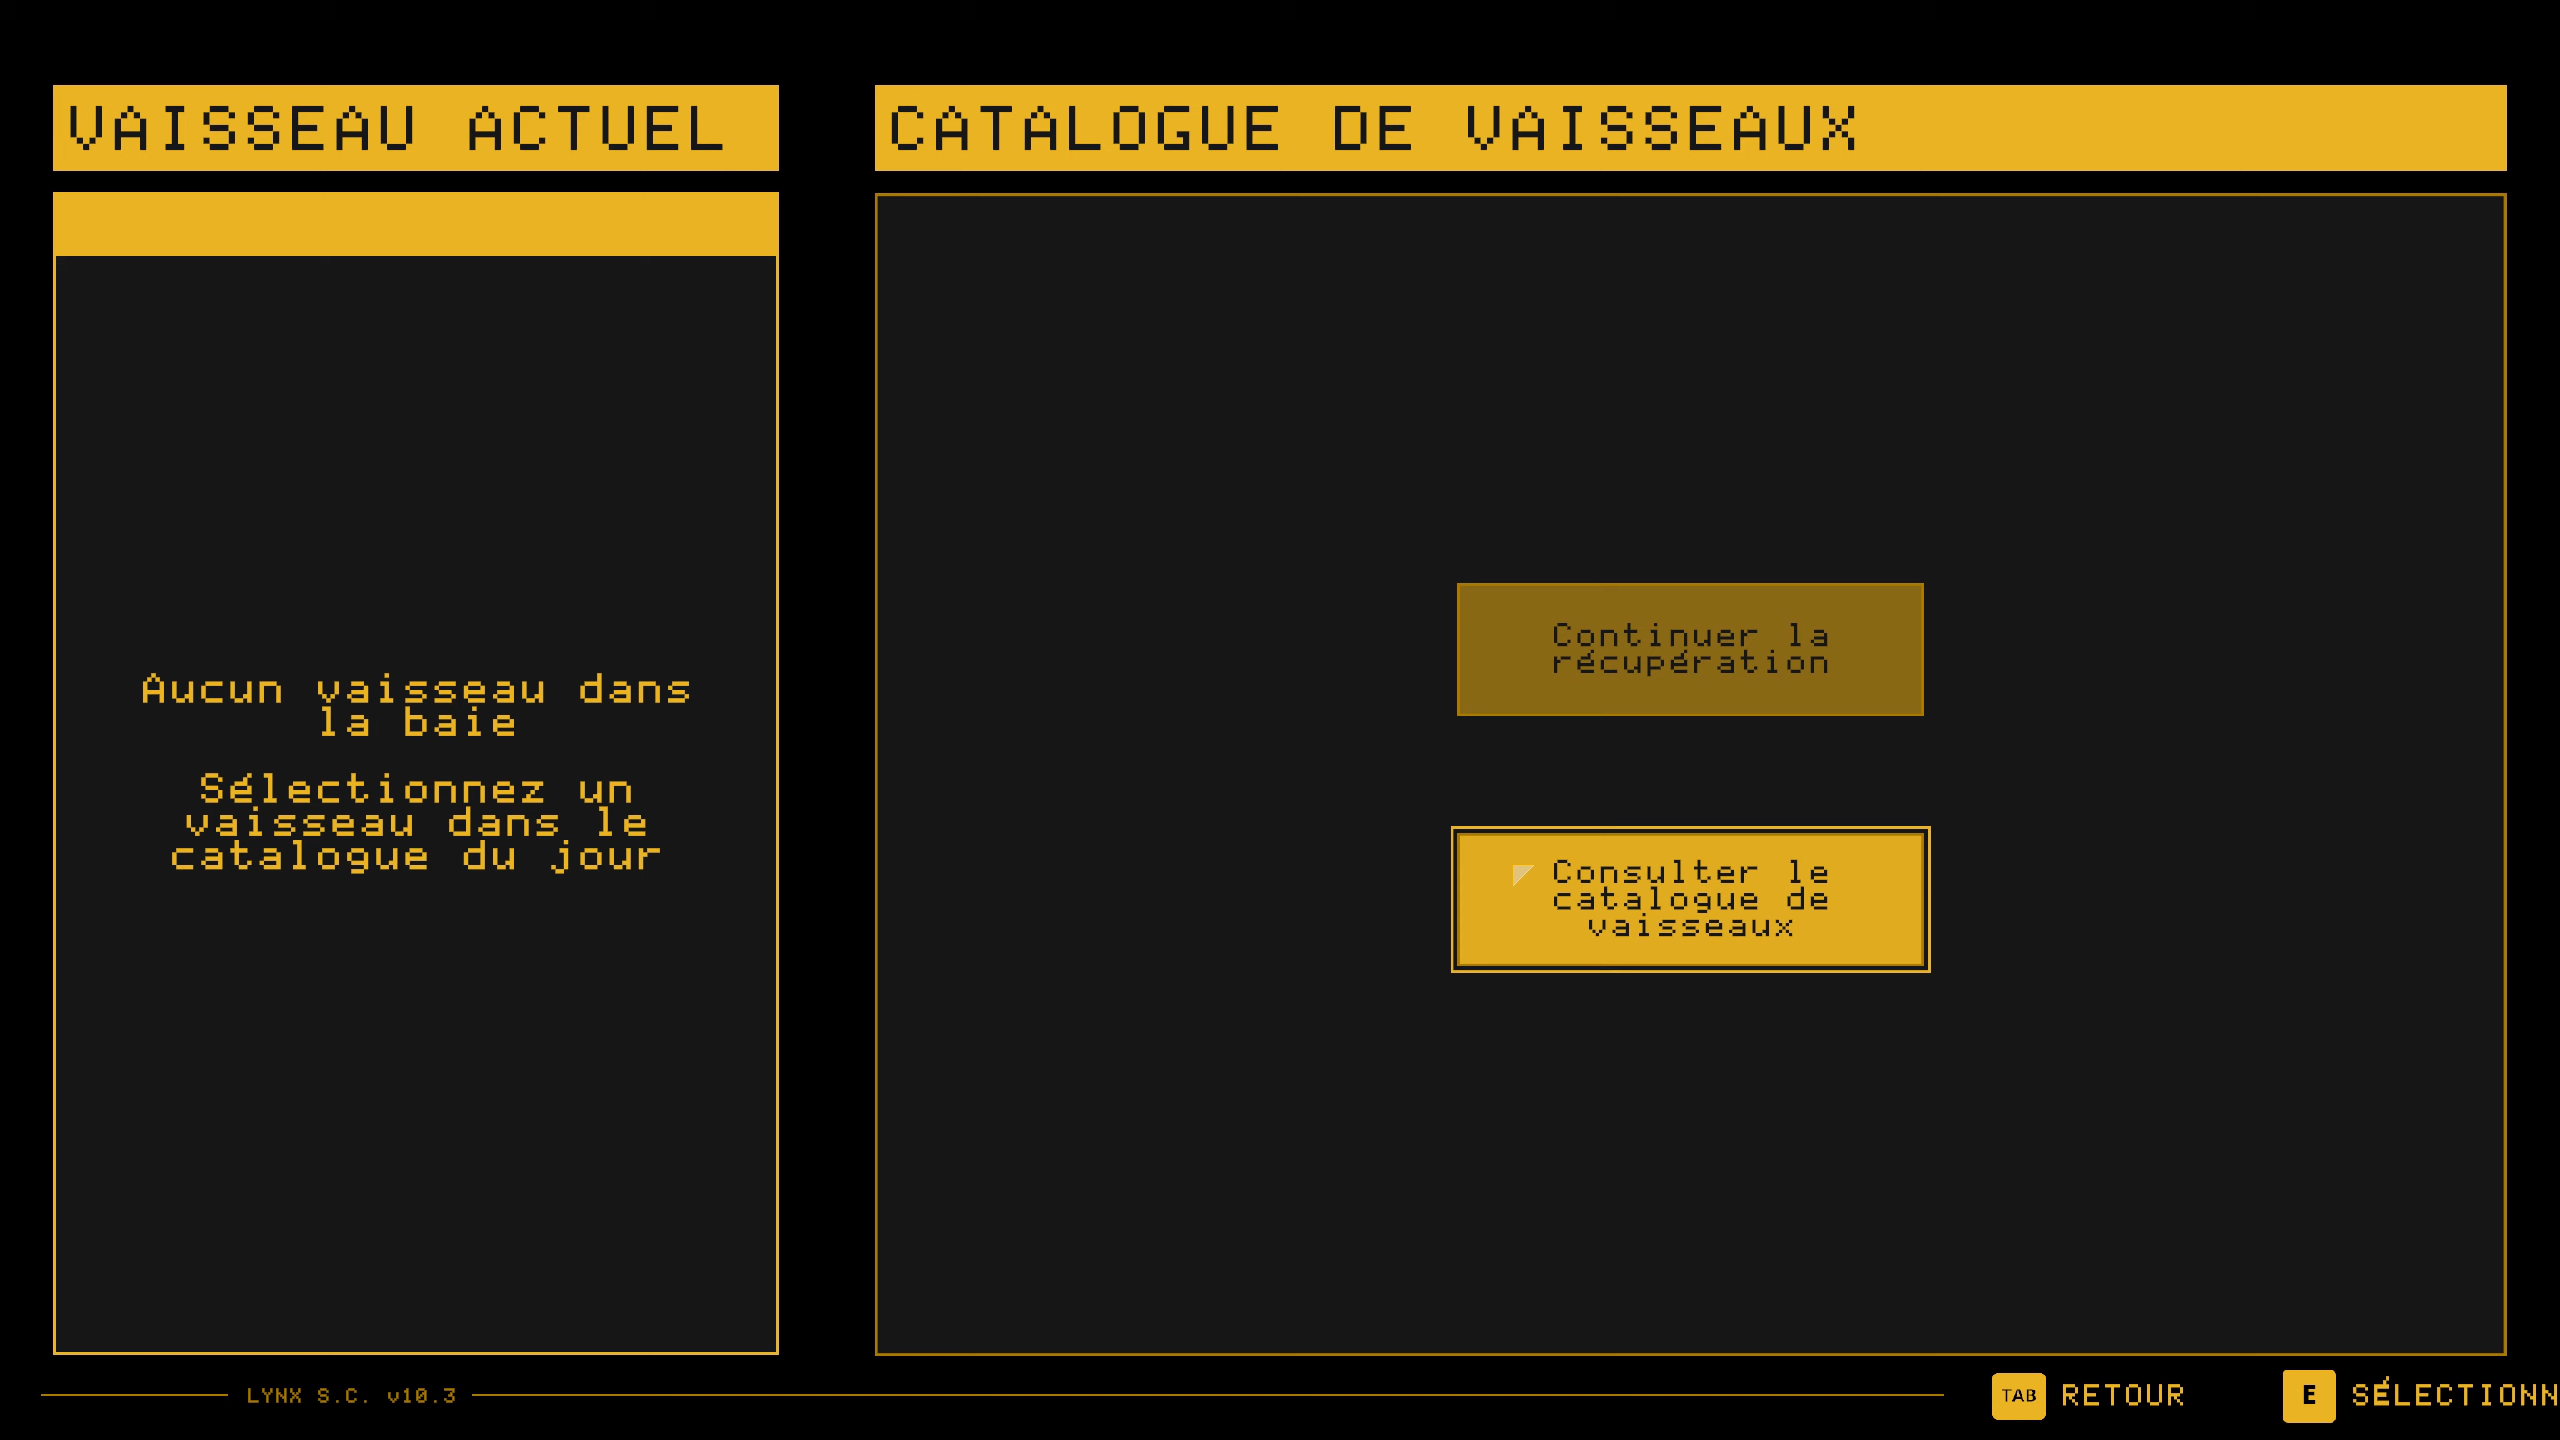 VAISSEAU ACTUEL
CATALOGUE DE VAISSEAUX
Aucun vaisseau dans
la baie
Sélectionnez un
vaisseau dans le
catalogue du jour
Continuer la
récupération
Consulter le
catalogue de
vaisseaux
LYNX S.C. v10.3
TAB RETOUR
E SÉLECTIONN